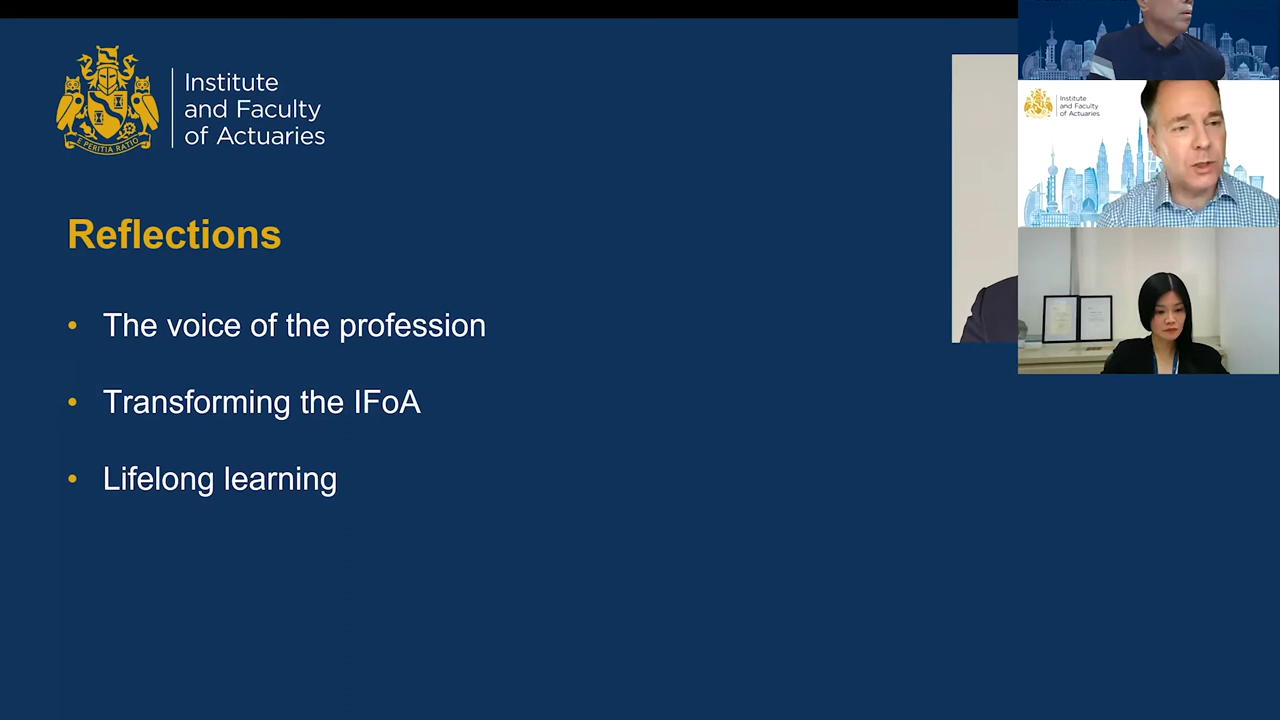 Institute
and Faculty
of Actuaries
E PERITIA RATIO
Reflections
• The voice of the profession
• Transforming the IFoA
• Lifelong learning
Institute
and Faculty
of Actuaries